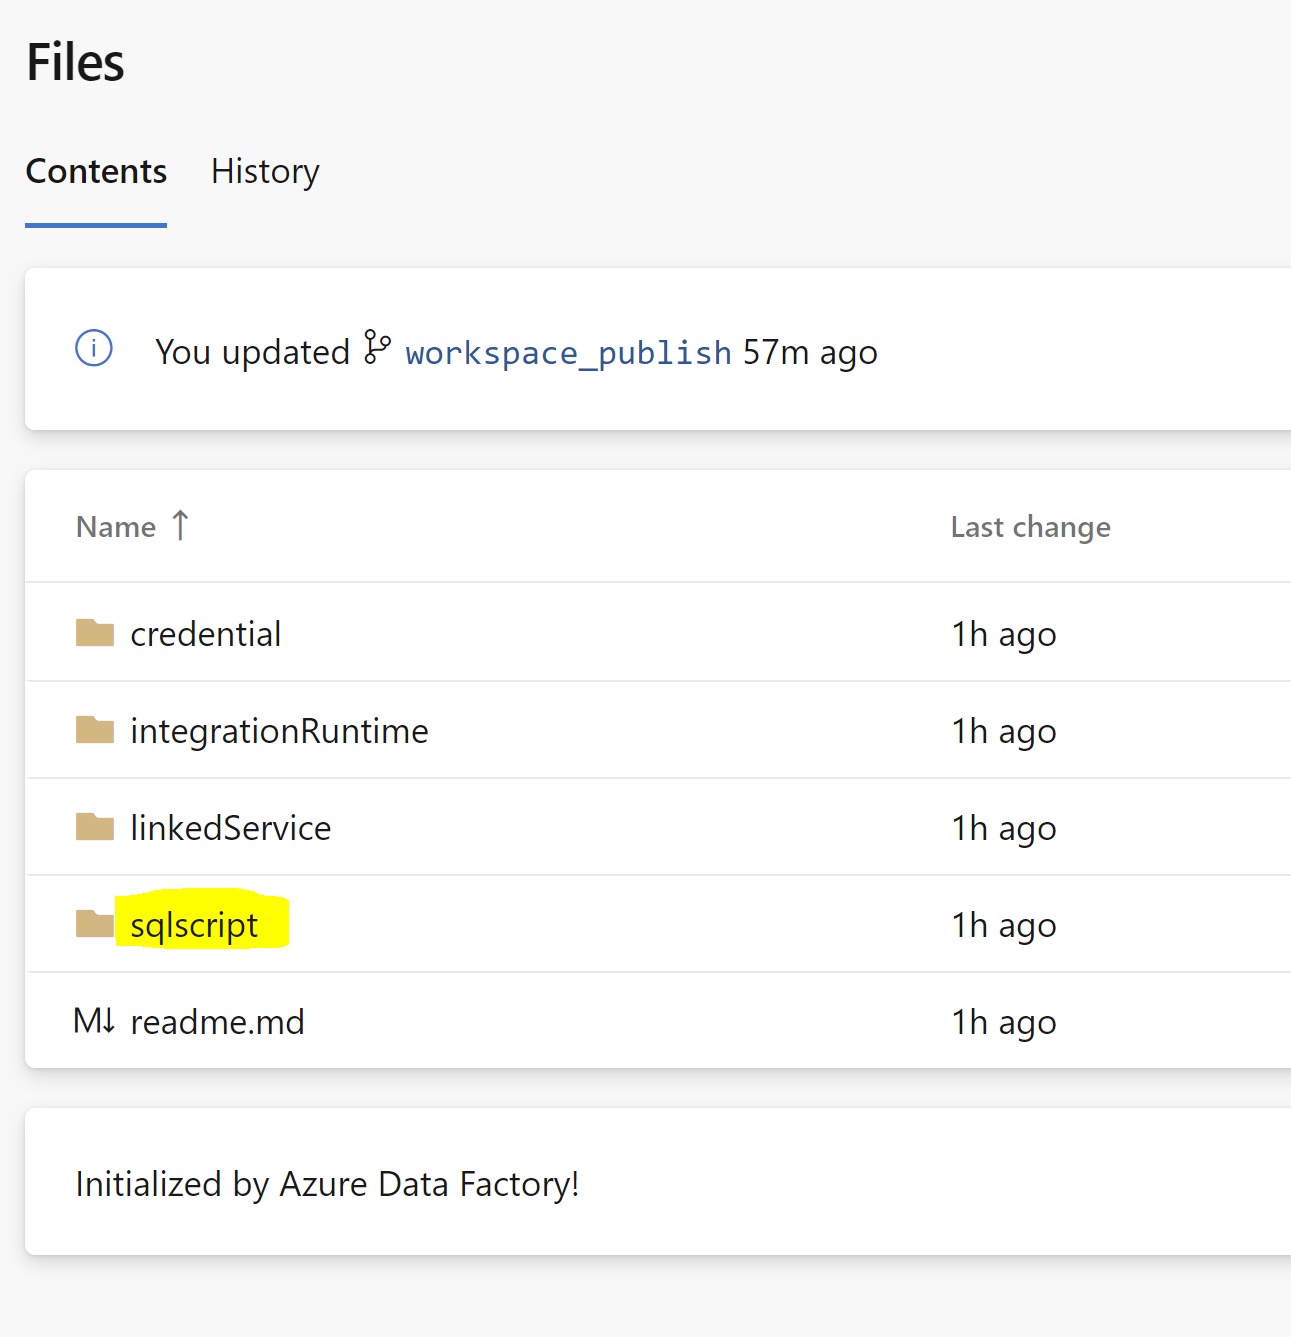 Files
Contents History
You updated workspace_publish 57m ago
Name ↑ Last change
credential 1h ago
integrationRuntime 1h ago
linkedService 1h ago
sqlscript 1h ago
M↓ readme.md 1h ago
Initialized by Azure Data Factory!